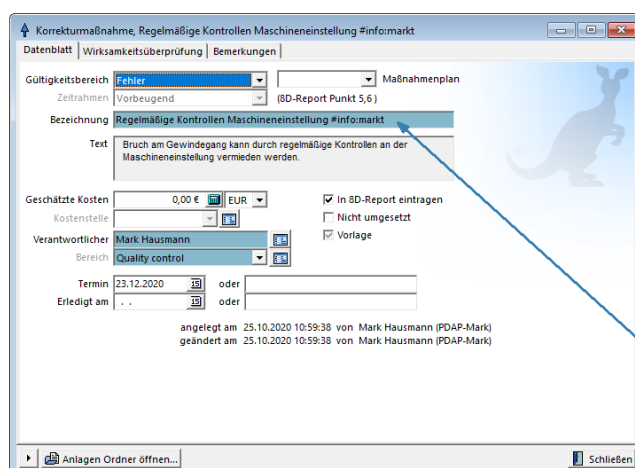 Korrekturmaßnahme, Regelmäßige Kontrollen Maschineneinstellung #info:markt
Datenblatt Wirksamkeitsüberprüfung Bemerkungen
Gültigkeitsbereich Fehler Maßnahmenplan
Zeitrahmen Vorbeugend (8D-Report Punkt 5,6 )
Bezeichnung Regelmäßige Kontrollen Maschineneinstellung #info:markt
Text Bruch am Gewindegang kann durch regelmäßige Kontrollen an der
Maschineneinstellung vermieden werden.
Geschätzte Kosten 0,00 € EUR In 8D-Report eintragen
Kostenstelle Nicht umgesetzt
Verantwortlicher Mark Hausmann Vorlage
Bereich Quality control
Termin 23.12.2020 15 oder
Erledigt am . . 15 oder
angelegt am 25.10.2020 10:59:38 von Mark Hausmann (PDAP-Mark)
geändert am 25.10.2020 10:59:38 von Mark Hausmann (PDAP-Mark)
Anlagen Ordner öffnen... Schließen